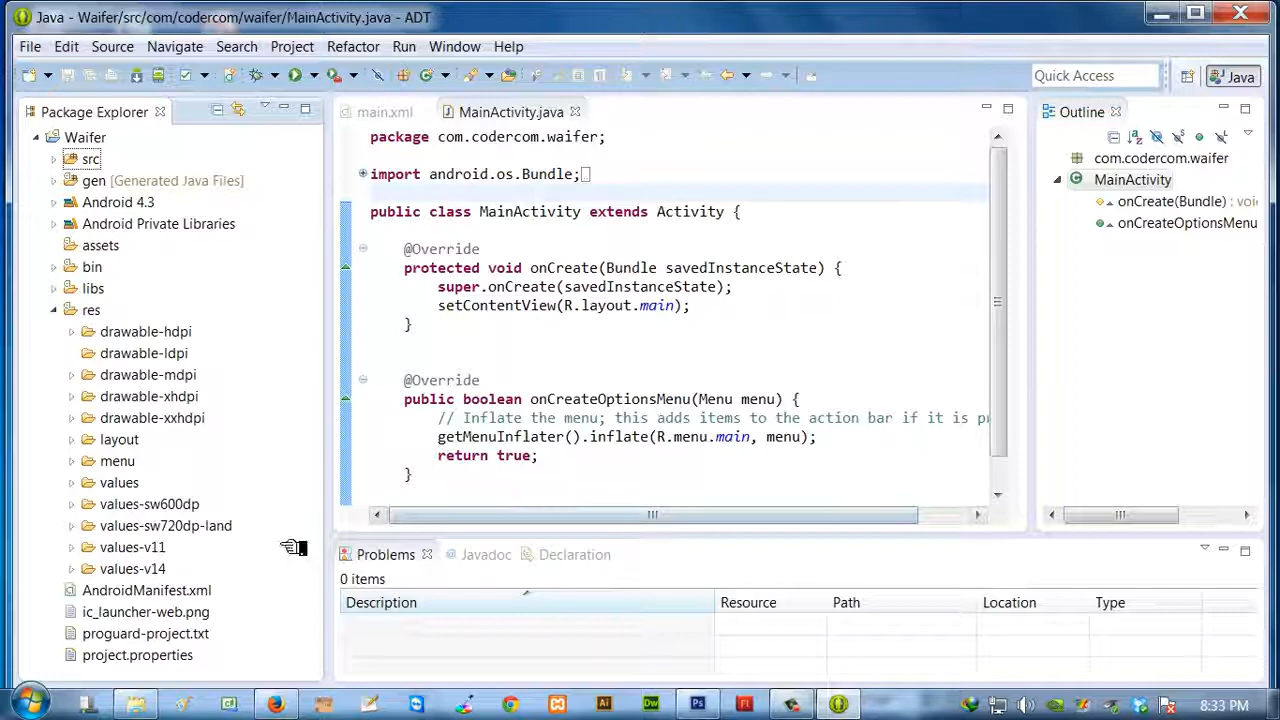 Java - Waifer/src/com/codercom/waifer/MainActivity.java - ADT
File Edit Source Navigate Search Project Refactor Run Window Help
Quick Access
Java
Package Explorer
Waifer
src
gen [Generated Java Files]
Android 4.3
Android Private Libraries
assets
bin
libs
res
drawable-hdpi
drawable-ldpi
drawable-mdpi
drawable-xhdpi
drawable-xxhdpi
layout
menu
values
values-sw600dp
values-sw720dp-land
values-v11
values-v14
AndroidManifest.xml
ic_launcher-web.png
proguard-project.txt
project.properties
main.xml
MainActivity.java
package com.codercom.waifer;
import android.os.Bundle;
public class MainActivity extends Activity {
@Override
protected void onCreate(Bundle savedInstanceState) {
super.onCreate(savedInstanceState);
setContentView(R.layout.main);
}
@Override
public boolean onCreateOptionsMenu(Menu menu) {
// Inflate the menu; this adds items to the action bar if it is p
getMenuInflater().inflate(R.menu.main, menu);
return true;
}
Outline
com.codercom.waifer
MainActivity
onCreate(Bundle) : voi
onCreateOptionsMenu
Problems Javadoc Declaration
0 items
Description Resource Path Location Type
Ai Dw Ps Fl
8:33 PM